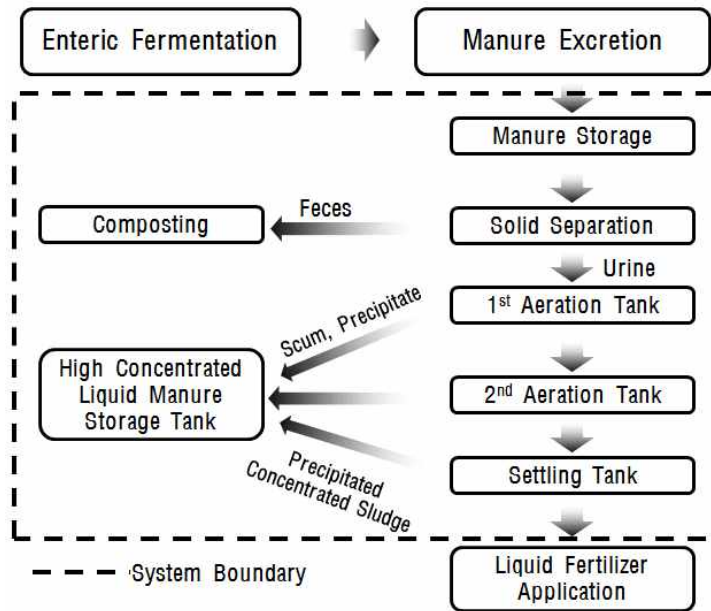 Enteric Fermentation
Manure Excretion
Manure Storage
Feces
Composting
Solid Separation
Urine
1st Aeration Tank
Scum, Precipitate
High Concentrated
Liquid Manure
Storage Tank
2nd Aeration Tank
Precipitated
Concentrated Sludge
Settling Tank
System Boundary
Liquid Fertilizer
Application